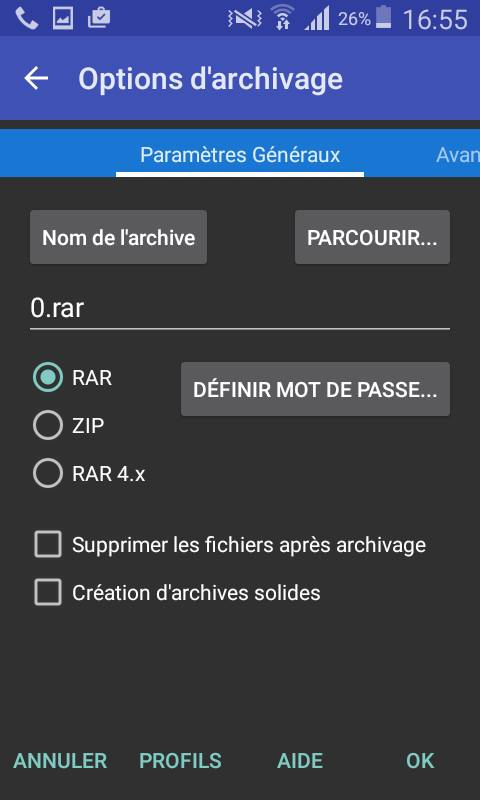 26% 16:55
Options d'archivage
Paramètres Généraux Avan
Nom de l'archive PARCOURIR...
0.rar
RAR DÉFINIR MOT DE PASSE...
ZIP
RAR 4.x
Supprimer les fichiers après archivage
Création d'archives solides
ANNULER PROFILS AIDE OK